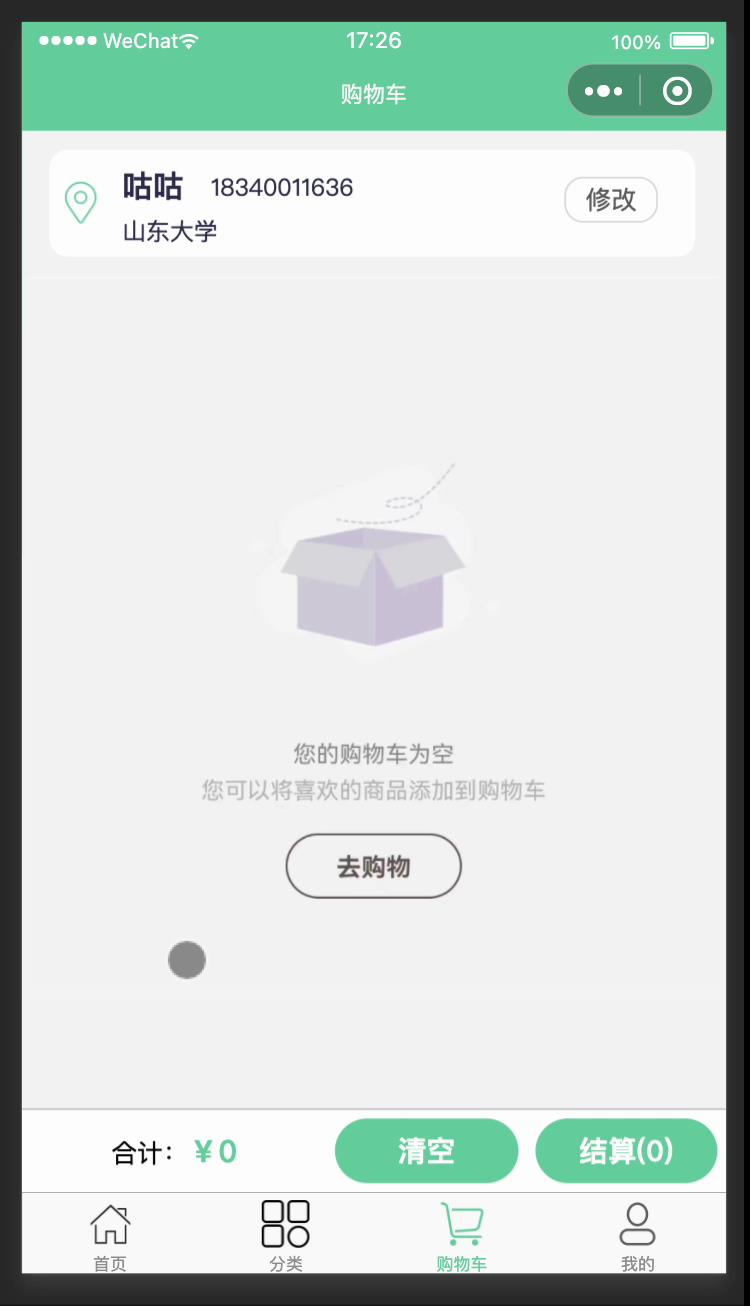 WeChat 17:26 100%
购物车
咕咕 18340011636
修改
山东大学
您的购物车为空
您可以将喜欢的商品添加到购物车
去购物
合计： ¥0 清空 结算(0)
首页 分类 购物车 我的